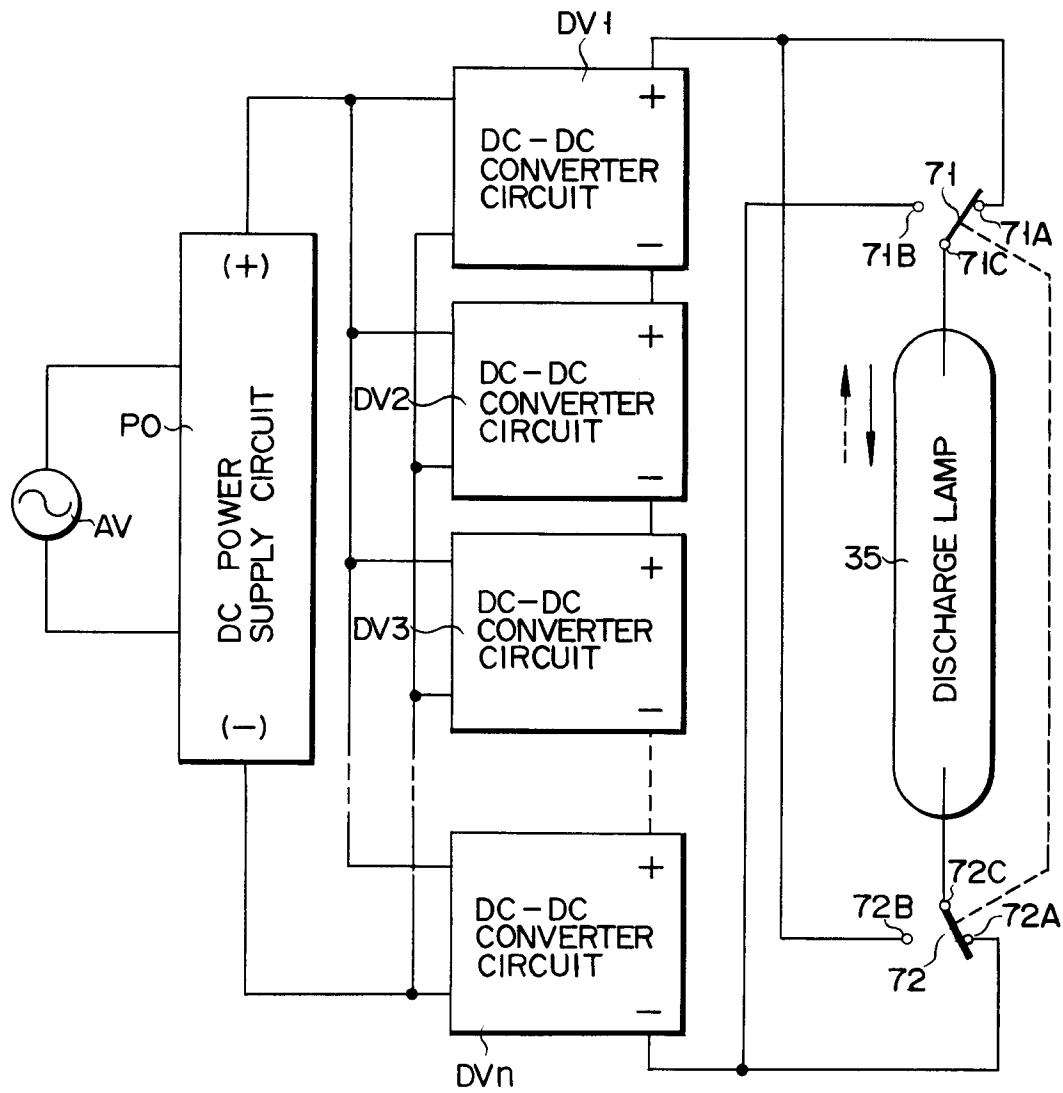 DV1
+
DC-DC
CONVERTER
CIRCUIT
−
71
71A
71B
71C
(+)
DC POWER
SUPPLY CIRCUIT
(−)
PO
AV
+
DC-DC
CONVERTER
CIRCUIT
−
DV2
+
DC-DC
CONVERTER
CIRCUIT
−
DV3
35
DISCHARGE LAMP
+
DC-DC
CONVERTER
CIRCUIT
−
DVn
72C
72B
72A
72